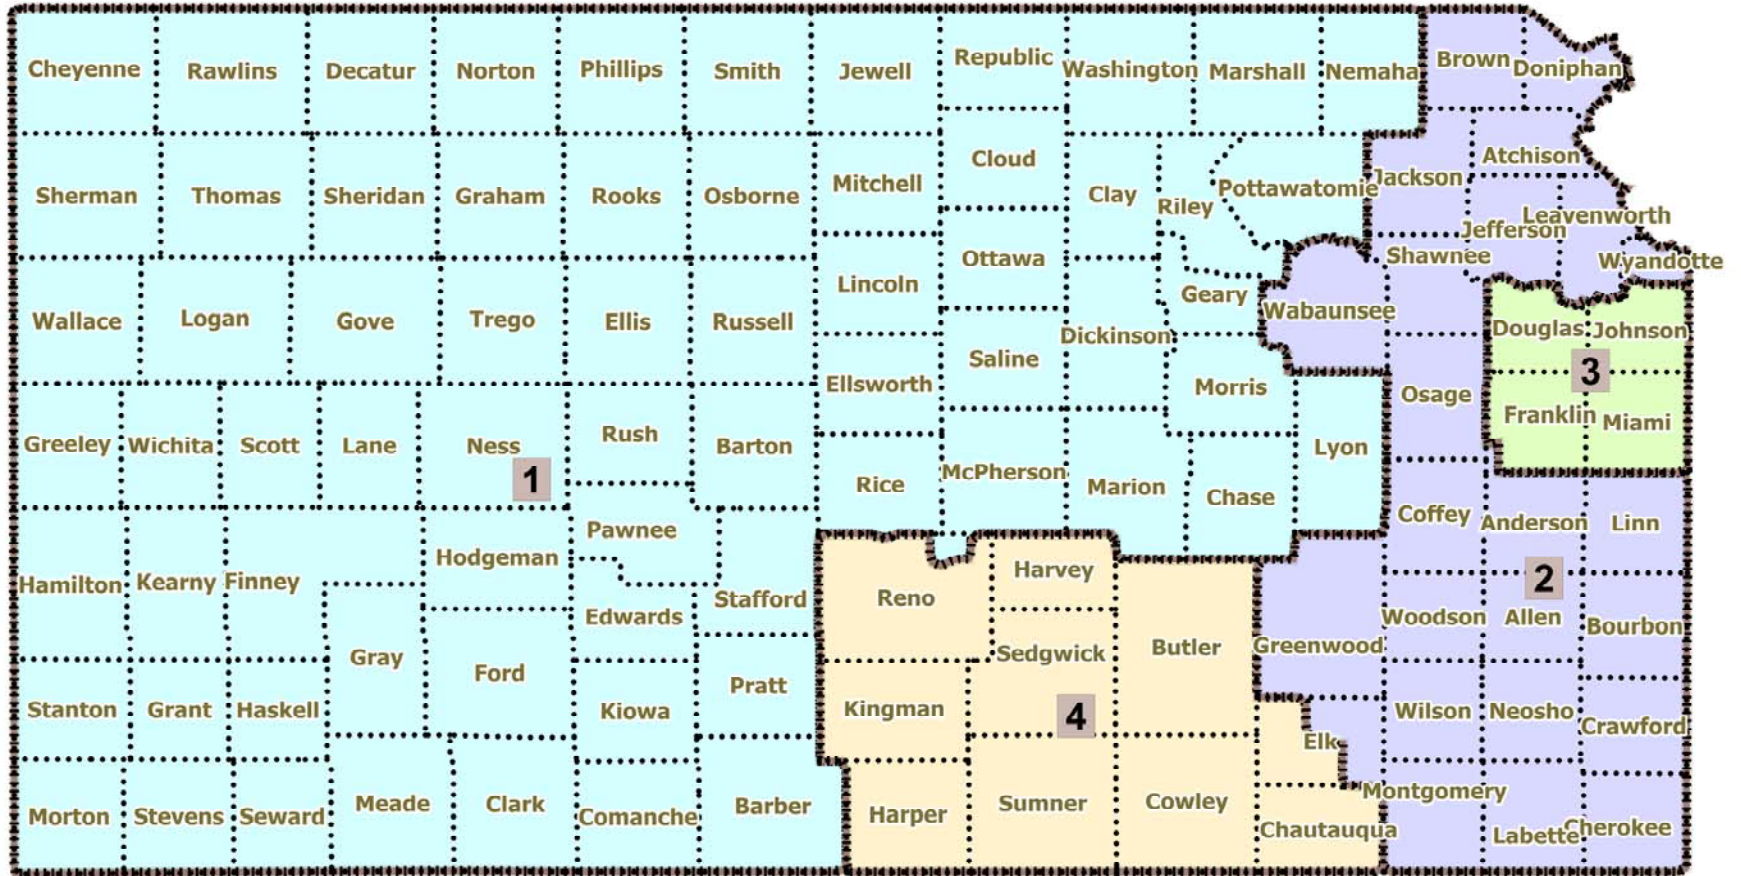 Cheyenne Rawlins Decatur Norton Phillips Smith Jewell Republic Washington Marshall Nemaha Brown Doniphan
Sherman Thomas Sheridan Graham Rooks Osborne Mitchell Cloud Clay Riley Pottawatomie Jackson Atchison
Jefferson Leavenworth
Wallace Logan Gove Trego Ellis Russell Lincoln Ottawa Geary Wabaunsee Shawnee Wyandotte
Ellsworth Saline Dickinson Morris Osage Douglas Johnson
3
Greeley Wichita Scott Lane Ness Rush Barton Rice McPherson Marion Chase Lyon Franklin Miami
1
Hamilton Kearny Finney Hodgeman Pawnee Stafford Reno Harvey Coffey Anderson Linn
2
Gray Ford Edwards Sedgwick Butler Greenwood Woodson Allen Bourbon
Stanton Grant Haskell Kiowa Pratt Kingman Elk Wilson Neosho Crawford
4
Morton Stevens Seward Meade Clark Comanche Barber Harper Sumner Cowley Chautauqua Montgomery Labette Cherokee